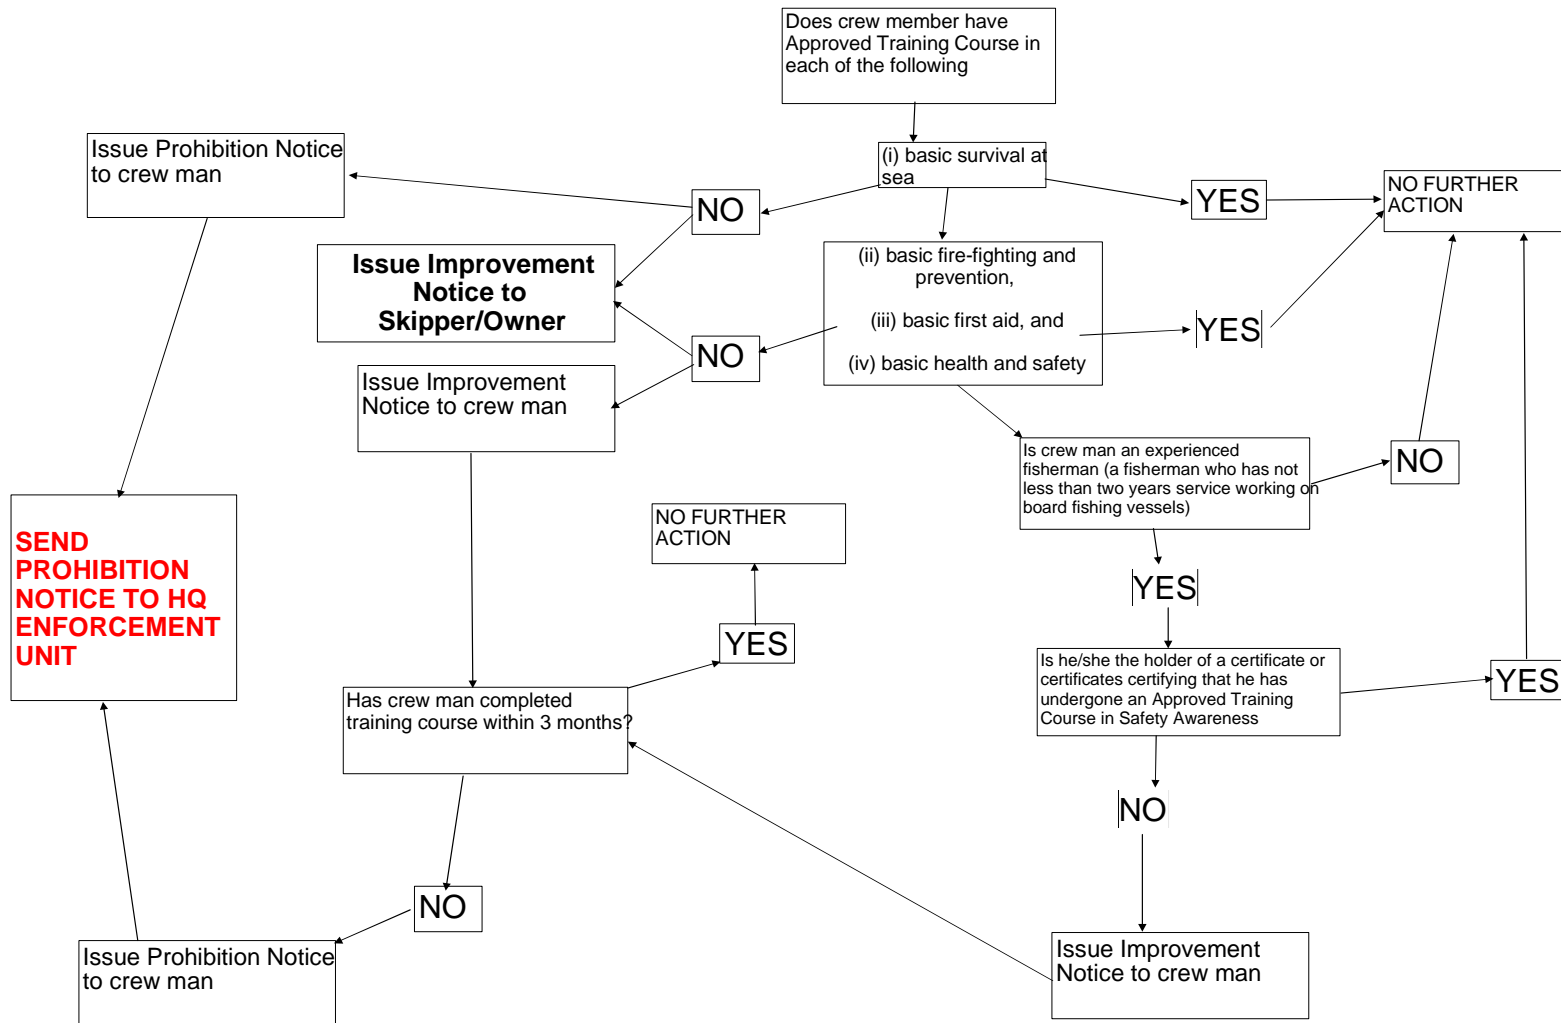 Does crew member have
Approved Training Course in
each of the following
Issue Prohibition Notice
to crew man
(i) basic survival at
sea
NO
YES
NO FURTHER
ACTION
Issue Improvement
Notice to
Skipper/Owner
(ii) basic fire-fighting and
prevention,
(iii) basic first aid, and
(iv) basic health and safety
NO
YES
Issue Improvement
Notice to crew man
Is crew man an experienced
fisherman (a fisherman who has not
less than two years service working on
board fishing vessels)
NO
SEND
PROHIBITION
NOTICE TO HQ
ENFORCEMENT
UNIT
NO FURTHER
ACTION
YES
YES
Is he/she the holder of a certificate or
certificates certifying that he has
undergone an Approved Training
Course in Safety Awareness
YES
Has crew man completed
training course within 3 months?
NO
NO
Issue Prohibition Notice
to crew man
Issue Improvement
Notice to crew man